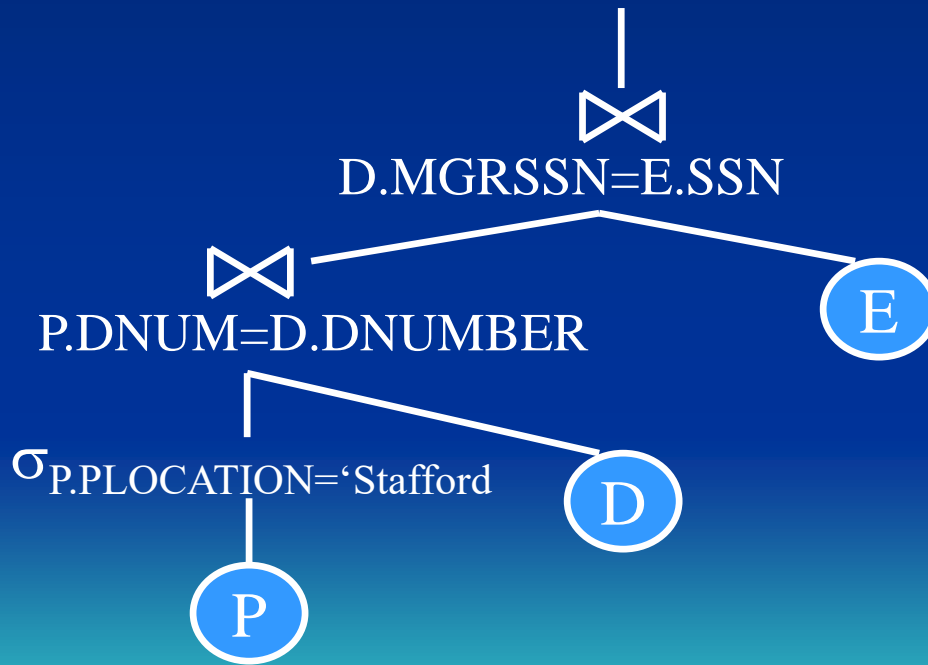 D.MGRSSN=E.SSN
P.DNUM=D.DNUMBER
E
σP.PLOCATION=‘Stafford
D
P